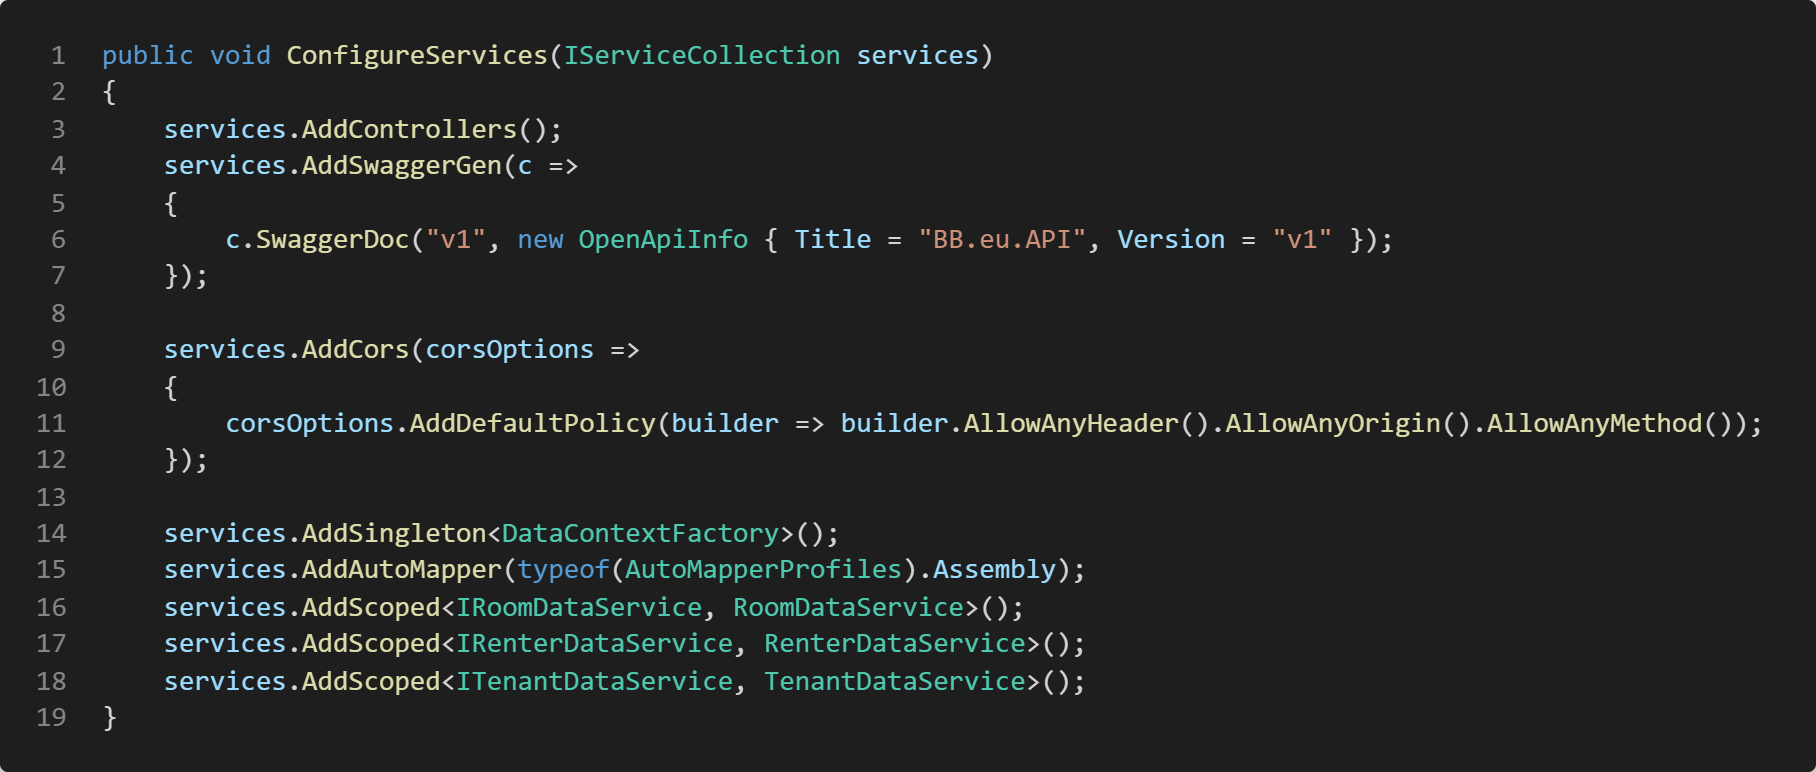 1 public void ConfigureServices(IServiceCollection services)
2 {
3     services.AddControllers();
4     services.AddSwaggerGen(c =>
5     {
6         c.SwaggerDoc("v1", new OpenApiInfo { Title = "BB.eu.API", Version = "v1" });
7     });
8
9     services.AddCors(corsOptions =>
10     {
11         corsOptions.AddDefaultPolicy(builder => builder.AllowAnyHeader().AllowAnyOrigin().AllowAnyMethod());
12     });
13
14     services.AddSingleton<DataContextFactory>();
15     services.AddAutoMapper(typeof(AutoMapperProfiles).Assembly);
16     services.AddScoped<IRoomDataService, RoomDataService>();
17     services.AddScoped<IRenterDataService, RenterDataService>();
18     services.AddScoped<ITenantDataService, TenantDataService>();
19 }